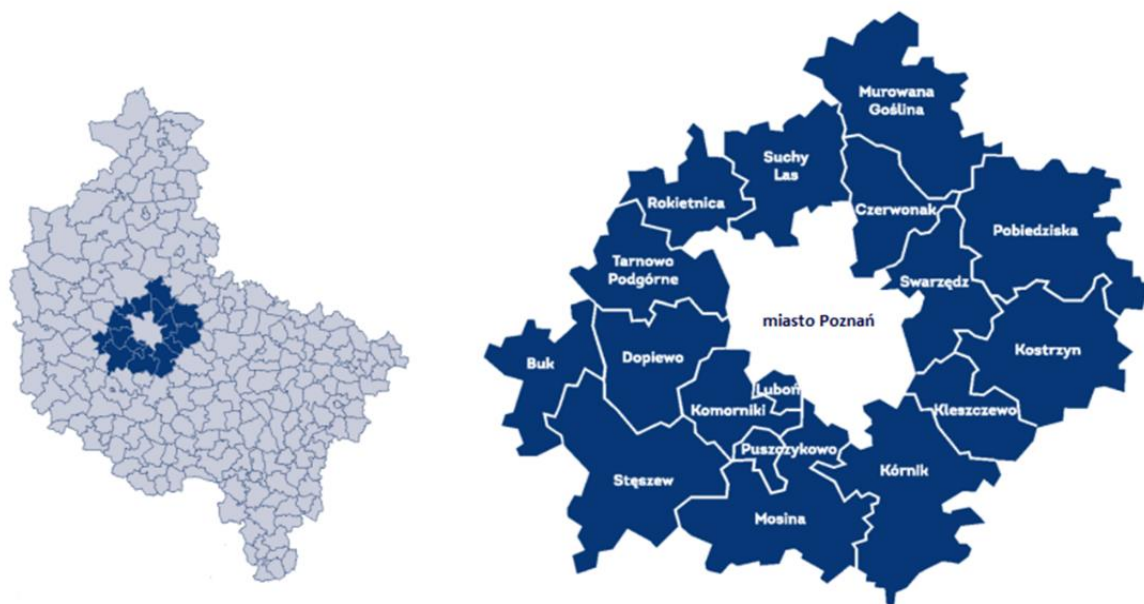 Murowana
Goślina
Suchy
Las
Rokietnica
Czerwonak
Pobiedziska
Tarnowo
Podgórne
Swarzędz
miasto Poznań
Kostrzyn
Buk
Dopiewo
Luboń
Komorniki
Kleszczewo
Puszczykowo
Stęszew
Kórnik
Mosina